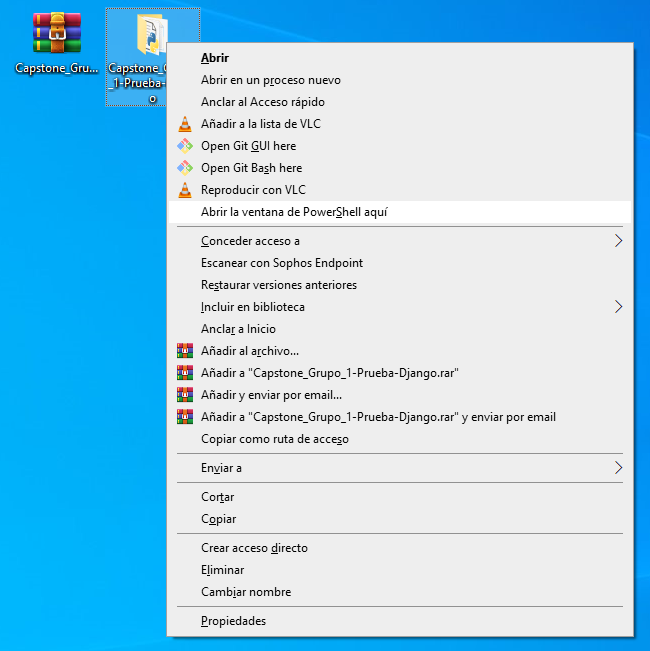 Capstone_Gru...
Capstone_G
_1-Prueba-
o
Abrir
Abrir en un proceso nuevo
Anclar al Acceso rápido
Añadir a la lista de VLC
Open Git GUI here
Open Git Bash here
Reproducir con VLC
Abrir la ventana de PowerShell aquí
Conceder acceso a
Escanear con Sophos Endpoint
Restaurar versiones anteriores
Incluir en biblioteca
Anclar a Inicio
Añadir al archivo...
Añadir a "Capstone_Grupo_1-Prueba-Django.rar"
Añadir y enviar por email...
Añadir a "Capstone_Grupo_1-Prueba-Django.rar" y enviar por email
Copiar como ruta de acceso
Enviar a
Cortar
Copiar
Crear acceso directo
Eliminar
Cambiar nombre
Propiedades